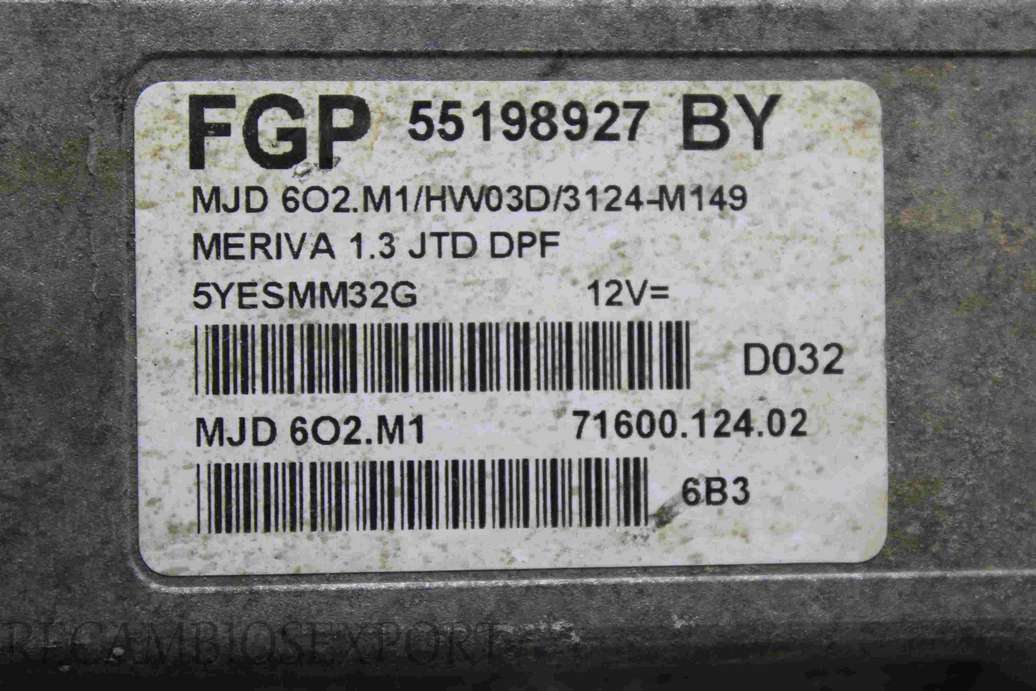 FGP 55198927 BY
MJD 6O2.M1/HW03D/3124-M149
MERIVA 1.3 JTD DPF
5YESMM32G 12V=
D032
MJD 6O2.M1 71600.124.02
6B3
RECAMBIOSEXPORT